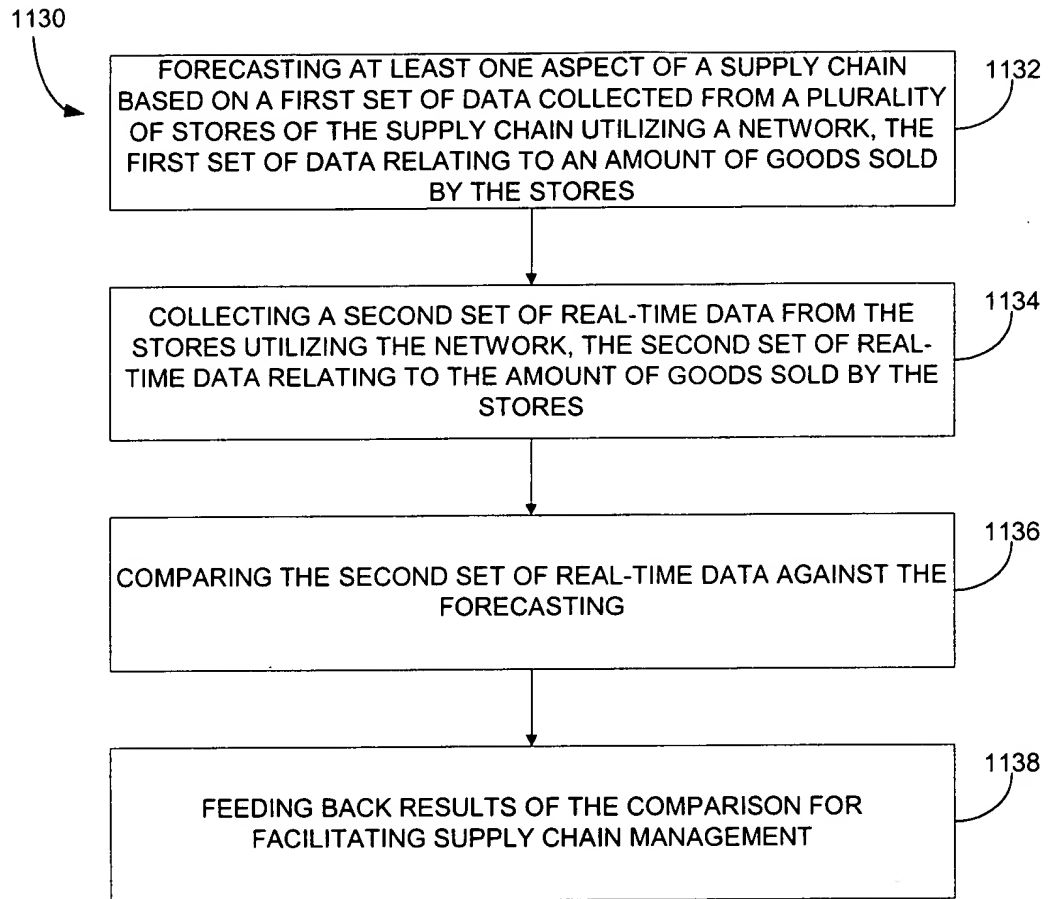 1130
FORECASTING AT LEAST ONE ASPECT OF A SUPPLY CHAIN
BASED ON A FIRST SET OF DATA COLLECTED FROM A PLURALITY
OF STORES OF THE SUPPLY CHAIN UTILIZING A NETWORK, THE
FIRST SET OF DATA RELATING TO AN AMOUNT OF GOODS SOLD
BY THE STORES
1132
COLLECTING A SECOND SET OF REAL-TIME DATA FROM THE
STORES UTILIZING THE NETWORK, THE SECOND SET OF REAL-
TIME DATA RELATING TO THE AMOUNT OF GOODS SOLD BY THE
STORES
1134
COMPARING THE SECOND SET OF REAL-TIME DATA AGAINST THE
FORECASTING
1136
FEEDING BACK RESULTS OF THE COMPARISON FOR
FACILITATING SUPPLY CHAIN MANAGEMENT
1138